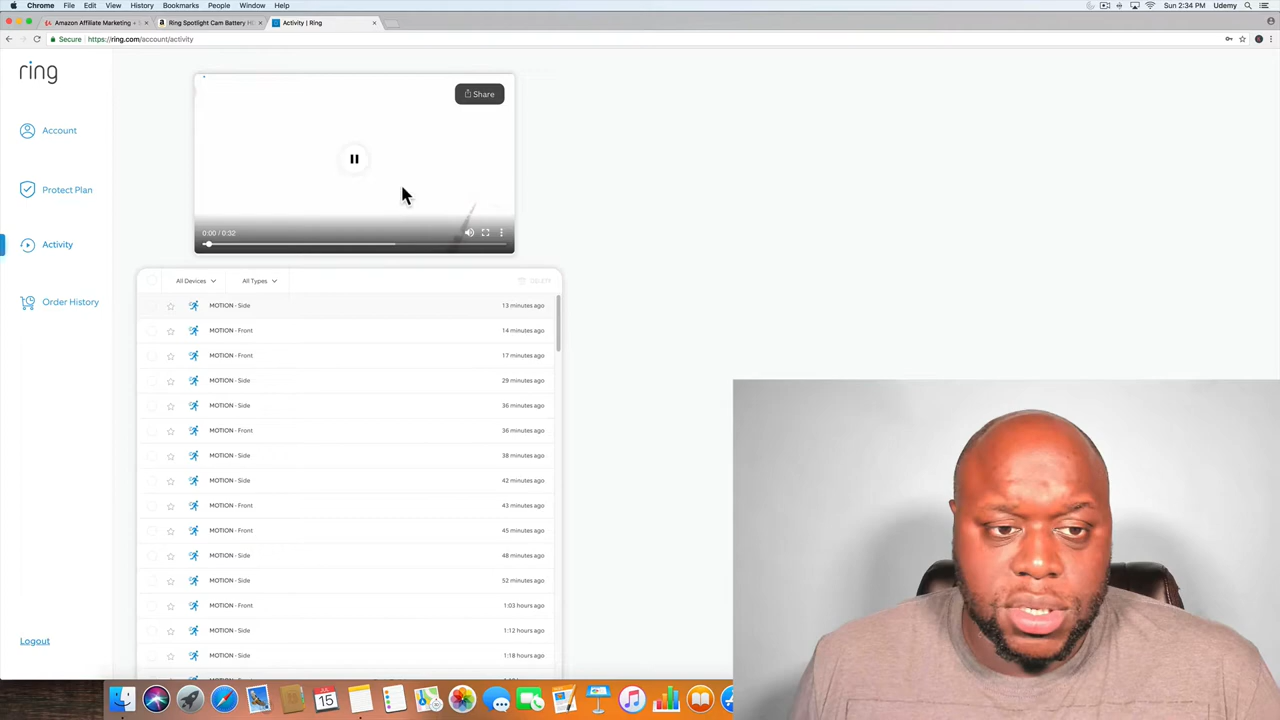 Chrome File Edit View History Bookmarks People Window Help Sun 2:34 PM Udemy
Amazon Affiliate Marketing + S Ring Spotlight Cam Battery H Activity | Ring
Secure https://ring.com/account/activity
ring
Share
Account
Protect Plan
Activity
0:00 / 0:32
All Devices All Types DELETE
Order History
MOTION - Side 13 minutes ago
MOTION - Front 14 minutes ago
MOTION - Front 17 minutes ago
MOTION - Side 29 minutes ago
MOTION - Side 36 minutes ago
MOTION - Front 36 minutes ago
MOTION - Side 38 minutes ago
MOTION - Side 42 minutes ago
MOTION - Front 43 minutes ago
MOTION - Front 45 minutes ago
MOTION - Side 48 minutes ago
MOTION - Side 52 minutes ago
MOTION - Front 1:03 hours ago
MOTION - Side 1:12 hours ago
Logout
MOTION - Side 1:18 hours ago
JUL
15